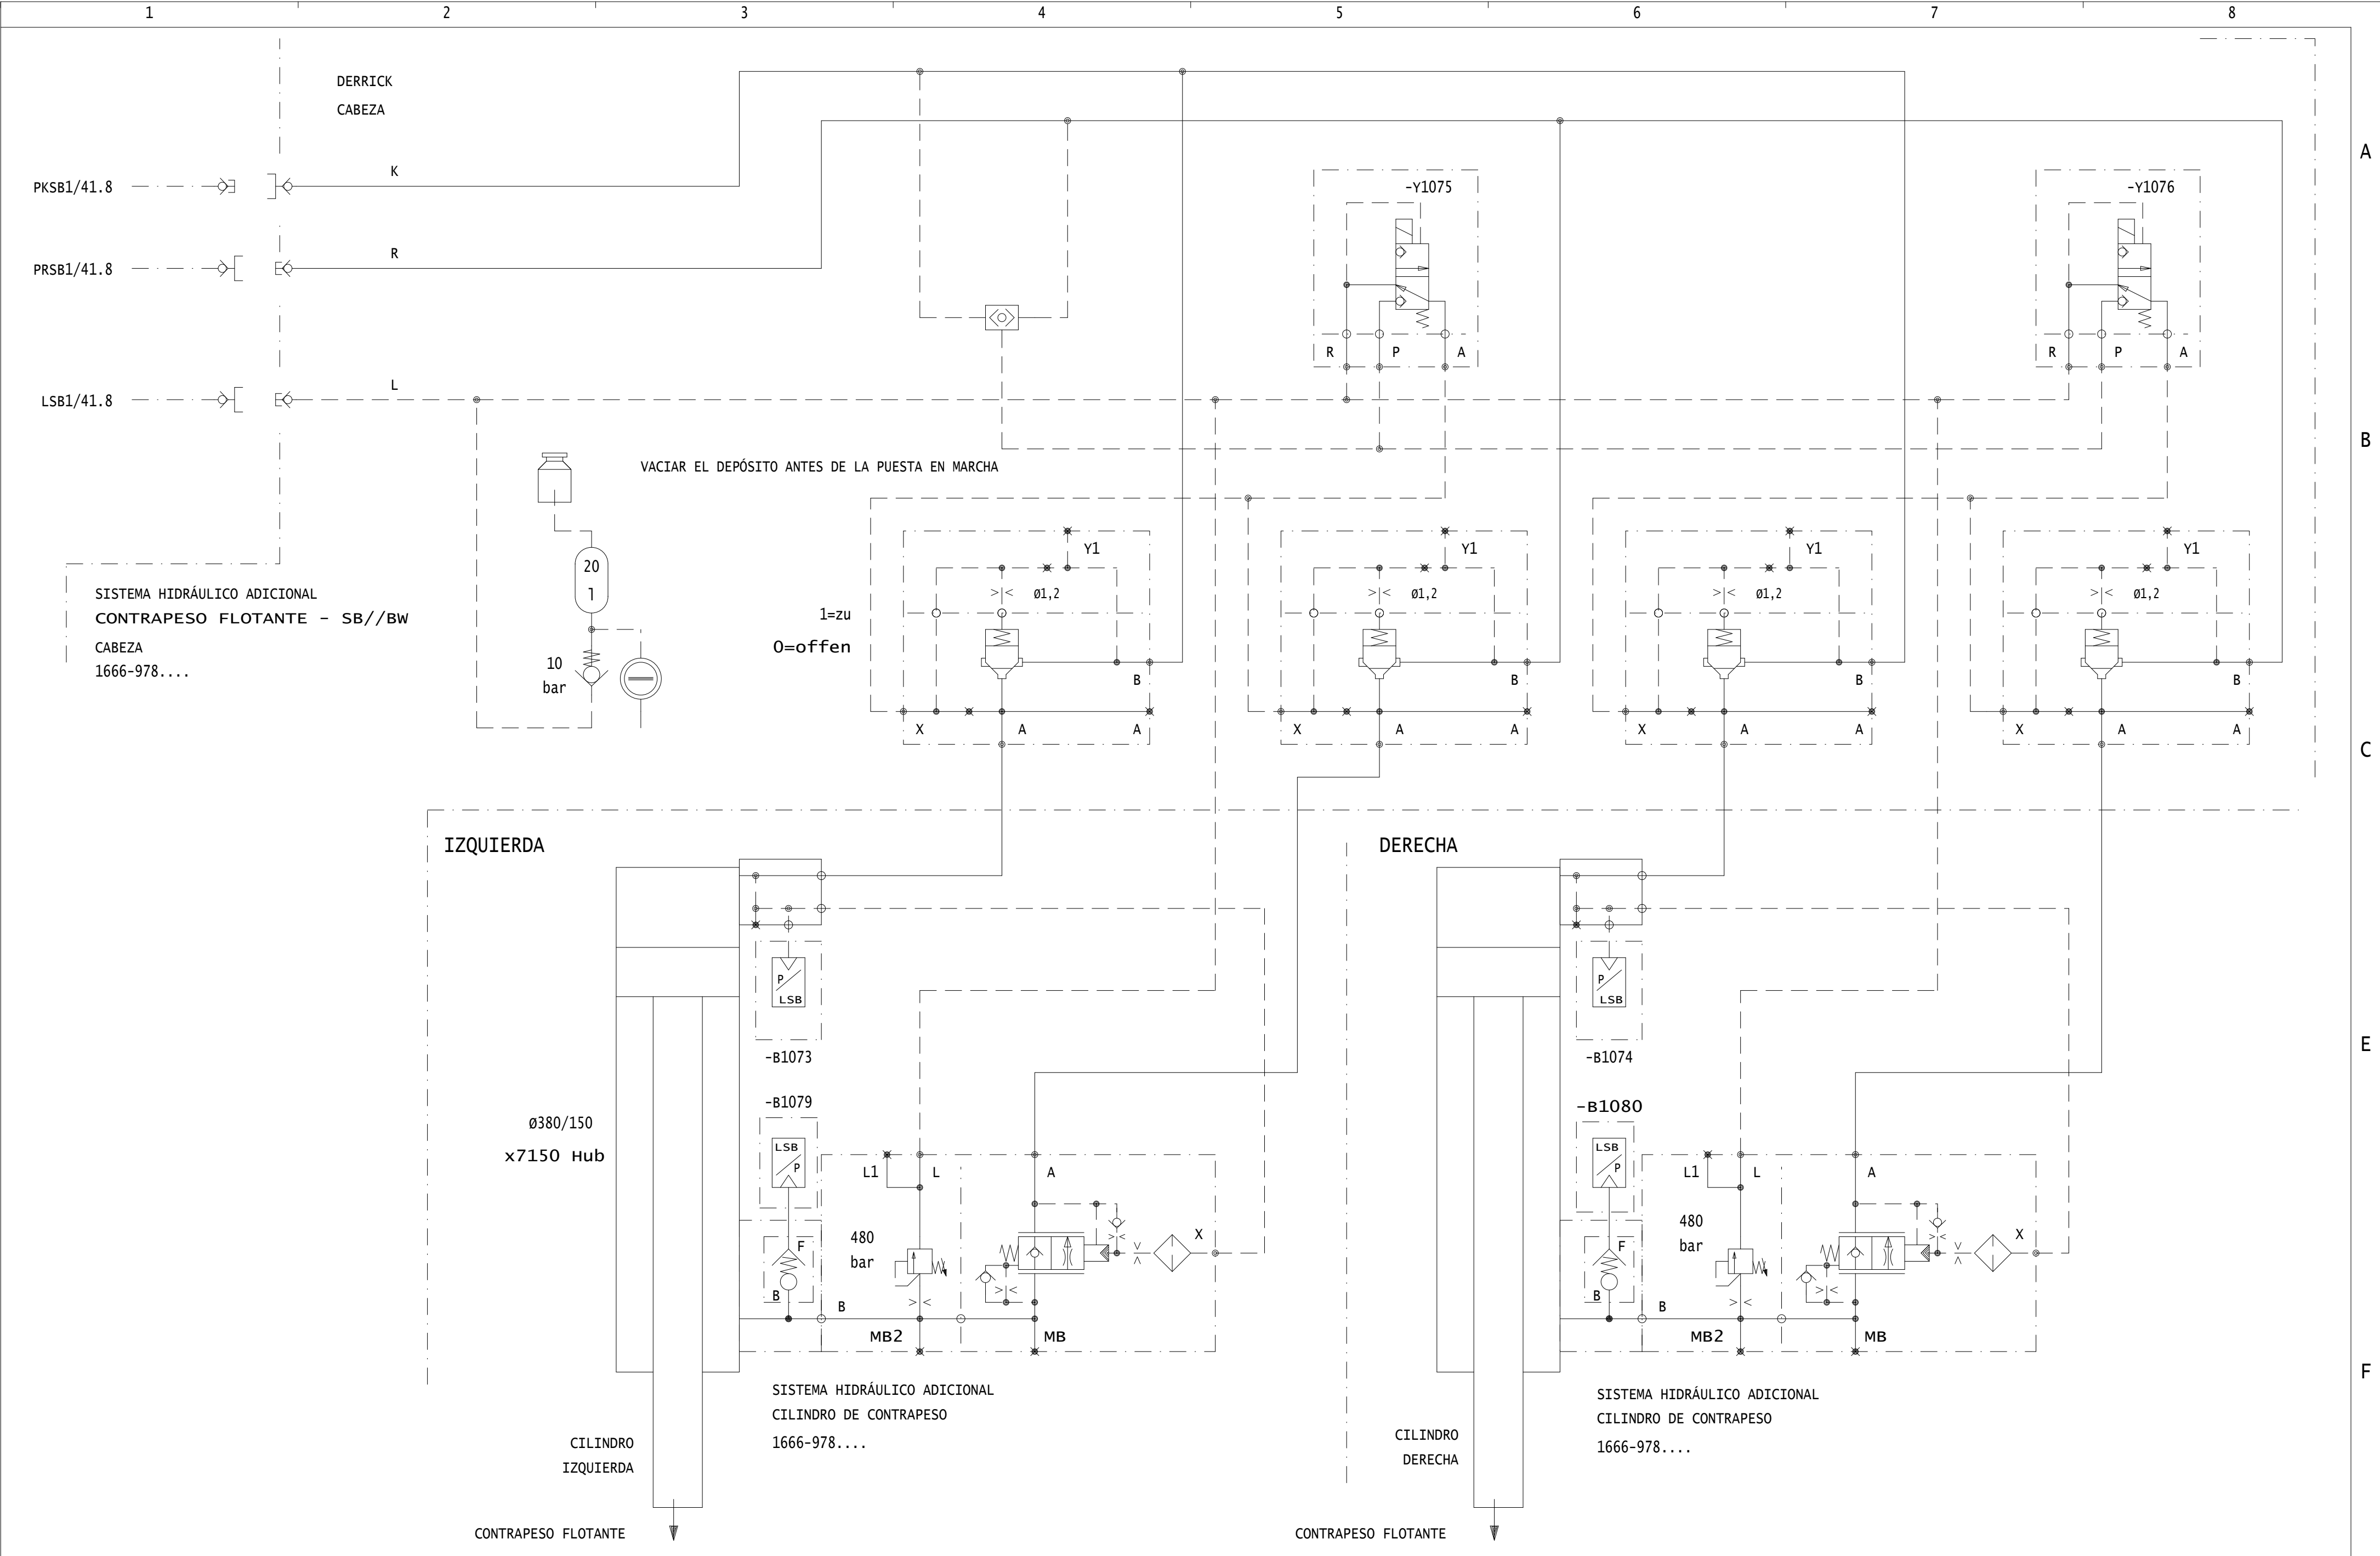 1 2 3 4 5 6 7 8
DERRICK
CABEZA
A
K
PKSB1/41.8
-Y1075
-Y1076
R
PRSB1/41.8
R P A
R P A
L
LSB1/41.8
B
VACIAR EL DEPÓSITO ANTES DE LA PUESTA EN MARCHA
Y1
Y1
Y1
Y1
20
l
ø1,2
ø1,2
ø1,2
ø1,2
SISTEMA HIDRÁULICO ADICIONAL
CONTRAPESO FLOTANTE - SB//BW
CABEZA
1666-978....
1=zu
0=offen
10
bar
B
B
B
B
X A A
X A A
X A A
X A A
C
IZQUIERDA
DERECHA
P
LSB
P
LSB
-B1073
-B1074
E
-B1079
-B1080
ø380/150
x7150 Hub
LSB
P
LSB
P
L1 L A
L1 L A
480
bar
480
bar
F
X
F
X
B
B
B
B
MB2 MB
MB2 MB
F
SISTEMA HIDRÁULICO ADICIONAL
CILINDRO DE CONTRAPESO
1666-978....
SISTEMA HIDRÁULICO ADICIONAL
CILINDRO DE CONTRAPESO
1666-978....
CILINDRO
IZQUIERDA
CILINDRO
DERECHA
CONTRAPESO FLOTANTE
CONTRAPESO FLOTANTE